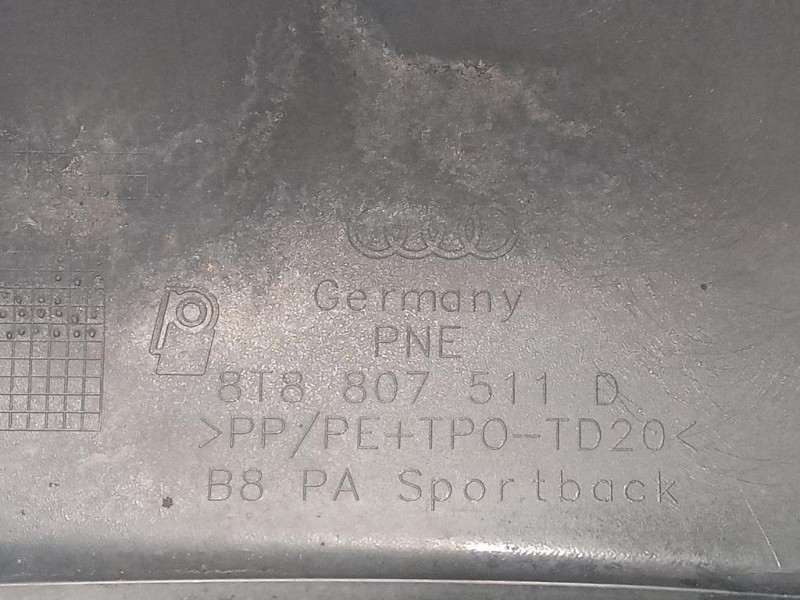 Germany
PNE
8T8 807 511 D
>PP/PE+TPO-TD20<
B8 PA Sportback